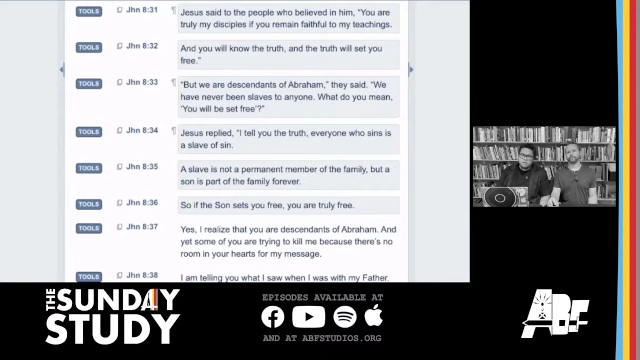 TOOLS Jhn 8:31 ¶ Jesus said to the people who believed in him, “You are
truly my disciples if you remain faithful to my teachings.
TOOLS Jhn 8:32 And you will know the truth, and the truth will set you
free.”
TOOLS Jhn 8:33 ¶ “But we are descendants of Abraham,” they said. “We
have never been slaves to anyone. What do you mean,
‘You will be set free’?”
TOOLS Jhn 8:34 ¶ Jesus replied, “I tell you the truth, everyone who sins is
a slave of sin.
TOOLS Jhn 8:35 A slave is not a permanent member of the family, but a
son is part of the family forever.
TOOLS Jhn 8:36 So if the Son sets you free, you are truly free.
TOOLS Jhn 8:37 Yes, I realize that you are descendants of Abraham. And
yet some of you are trying to kill me because there’s no
room in your hearts for my message.
TOOLS Jhn 8:38 I am telling you what I saw when I was with my Father.
THE SUNDAY
STUDY
EPISODES AVAILABLE AT
AND AT ABFSTUDIOS.ORG
ABF